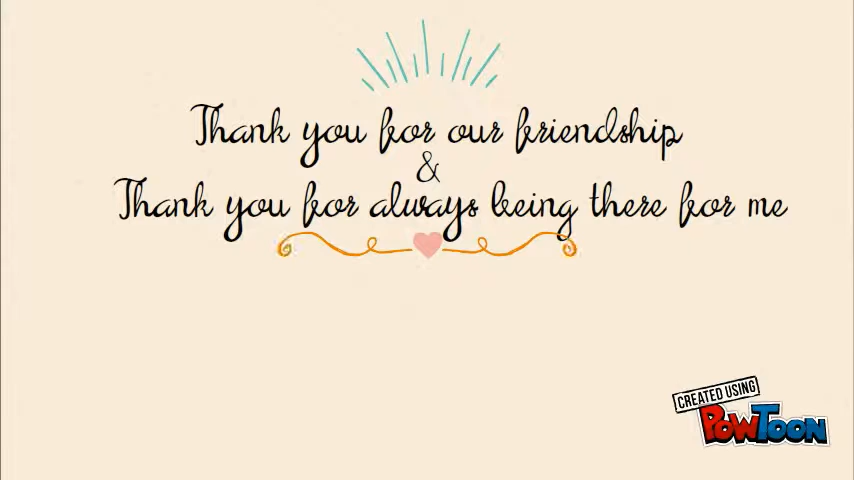 Thank you for our friendship
&
Thank you for always being there for me
CREATED USING
POWTOON